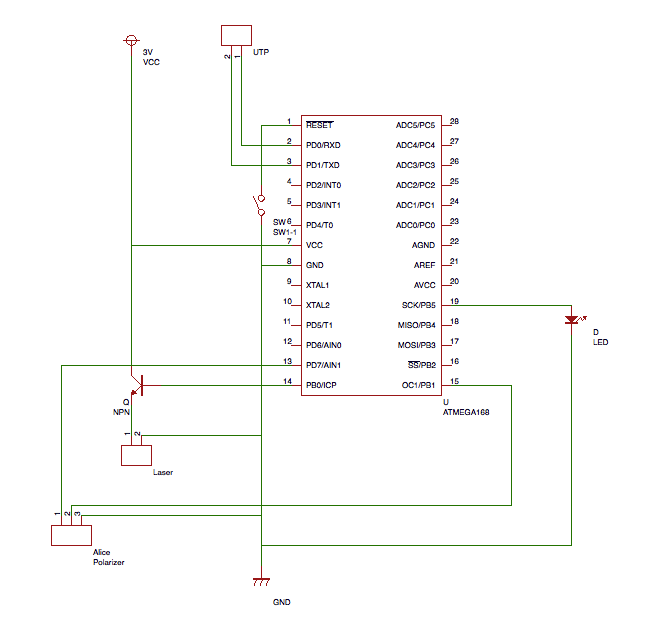 3V
VCC
UTP
2
1
1 RESET ADC5/PC5 28
2 PD0/RXD ADC4/PC4 27
3 PD1/TXD ADC3/PC3 26
4 PD2/INT0 ADC2/PC2 25
5 PD3/INT1 ADC1/PC1 24
SW 6 PD4/T0 ADC0/PC0 23
SW1-1
7 VCC AGND 22
8 GND AREF 21
9 XTAL1 AVCC 20
10 XTAL2 SCK/PB5 19
11 PD5/T1 MISO/PB4 18
12 PD6/AIN0 MOSI/PB3 17
13 PD7/AIN1 SS/PB2 16
14 PB0/ICP OC1/PB1 15
D
LED
Q
NPN
U
ATMEGA168
1
2
Laser
1
2
3
Alice
Polarizer
GND